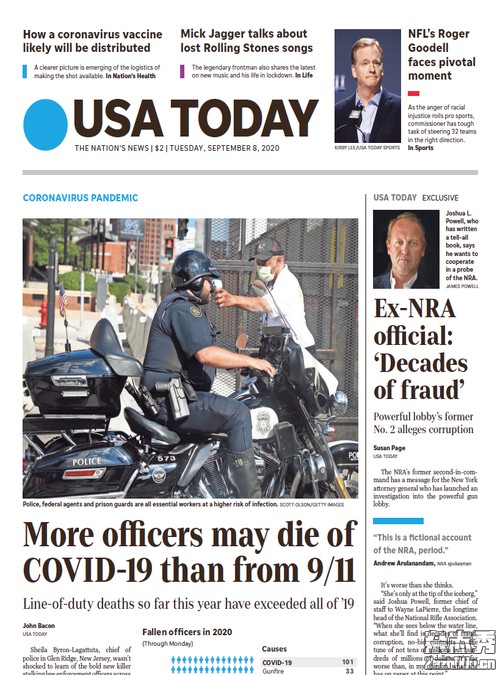 How a coronavirus vaccine
likely will be distributed
A clearer picture is emerging of the logistics of
making the shot available. In Nation's Health
Mick Jagger talks about
lost Rolling Stones songs
The legendary frontman also shares the latest
on new music and his life in lockdown. In Life
KIRBY LEE/USA TODAY SPORTS
NFL's Roger
Goodell
faces pivotal
moment
As the anger of racial
injustice roils pro sports,
commissioner has tough
task of steering 32 teams
in the right direction.
In Sports
USA TODAY
THE NATION'S NEWS | $2 | TUESDAY, SEPTEMBER 8, 2020
CORONAVIRUS PANDEMIC
POLICE
573
POLICE
Police, federal agents and prison guards are all essential workers at a higher risk of infection. SCOTT OLSON/GETTY IMAGES
More officers may die of
COVID-19 than from 9/11
Line-of-duty deaths so far this year have exceeded all of '19
John Bacon
USA TODAY
Sheila Byron-Lagattuta, chief of
police in Glen Ridge, New Jersey, wasn't
shocked to learn of the bold new killer
stalking law enforcement officers across
Fallen officers in 2020
(Through Monday)
Causes
COVID-19 101
Gunfire 33
USA TODAY EXCLUSIVE
Joshua L.
Powell, who
has written
a tell-all
book, says
he wants to
cooperate
in a probe
of the NRA.
JAMES POWELL
Ex-NRA
official:
'Decades
of fraud'
Powerful lobby's former
No. 2 alleges corruption
Susan Page
USA TODAY
The NRA's former second-in-com-
mand has a message for the New York
attorney general who has launched an
investigation into the powerful gun
lobby.
"This is a fictional account
of the NRA, period."
Andrew Arulanandam, NRA spokesman
It's worse than she thinks.
"She's only at the tip of the iceberg,"
said Joshua Powell, former chief of
staff to Wayne LaPierre, the longtime
head of the National Rifle Association.
"When she sees behind the
what she'll find is decades of
corruption, no-bid
tune of not tens of
dreds of millions of dollars
worse than, in
as on paper at this point."